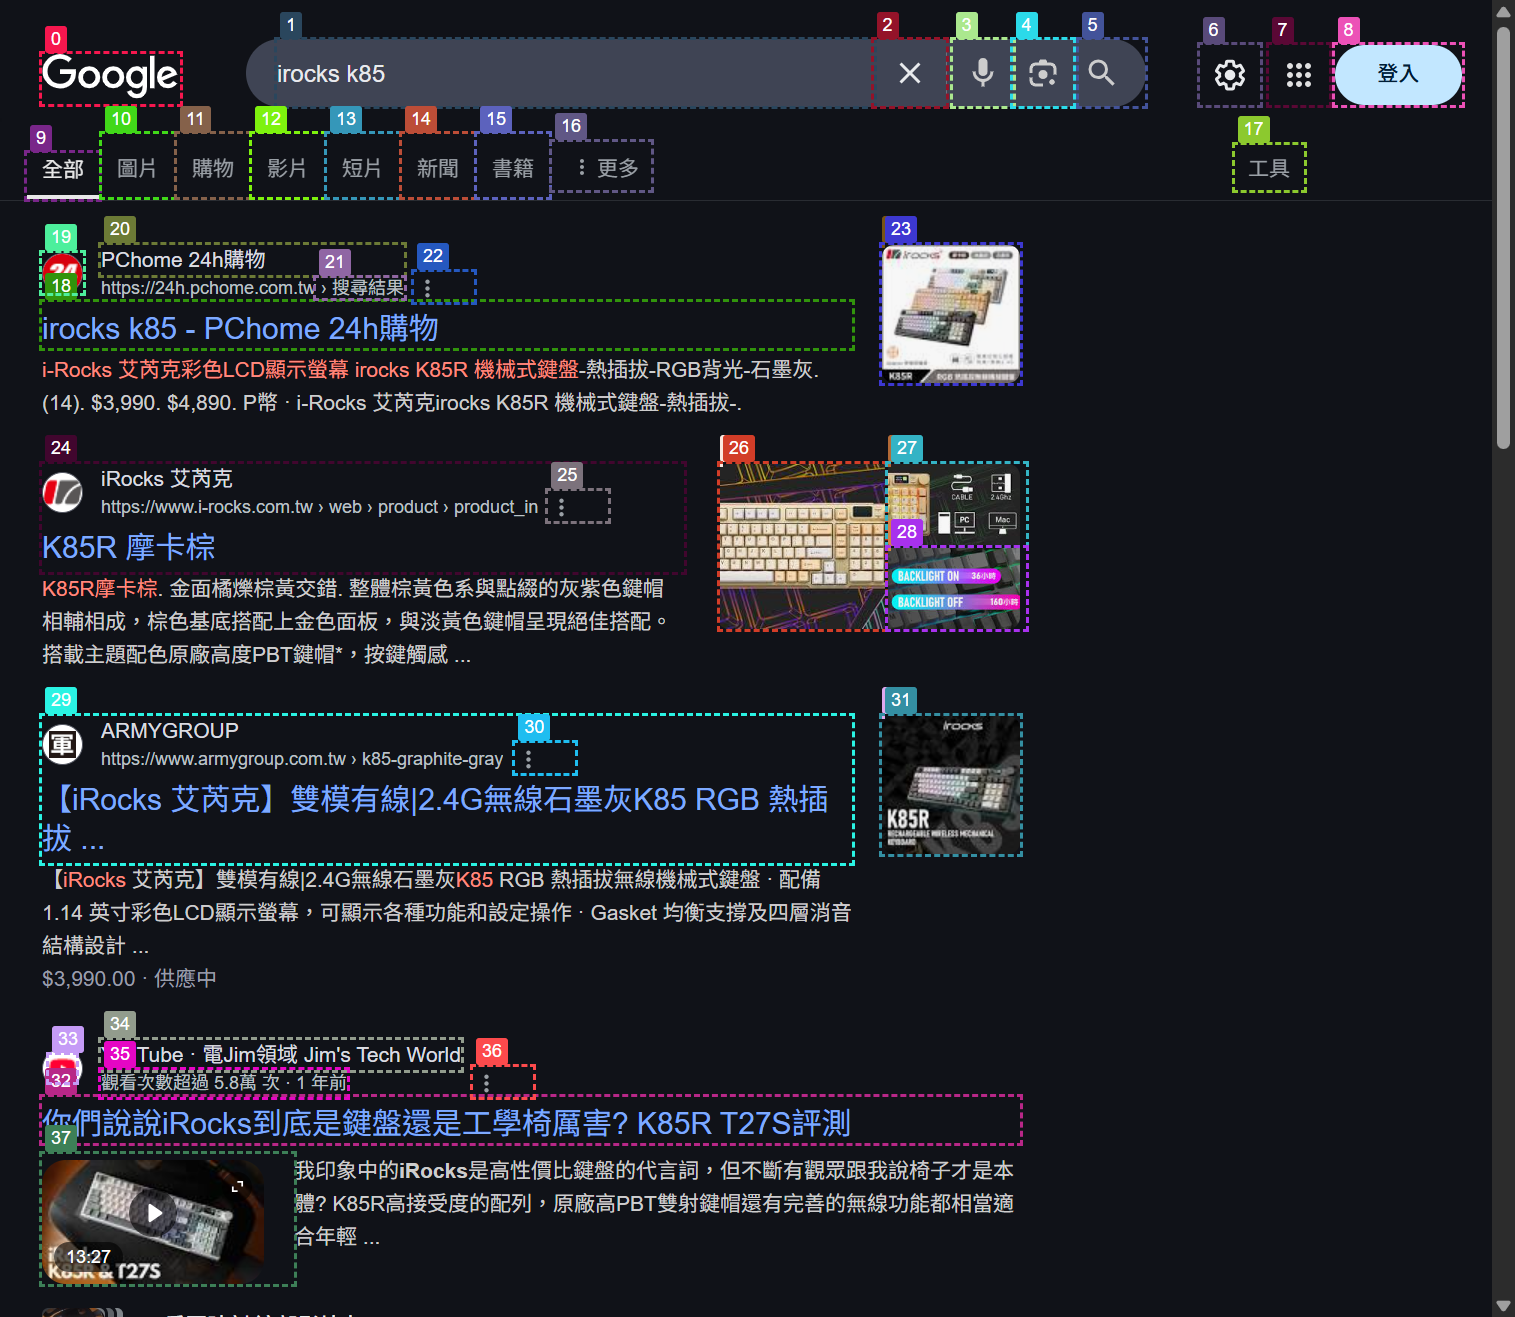 Google
irocks k85
登入
全部
圖片
購物
影片
短片
新聞
書籍
更多
工具
PChome 24h購物
https://24h.pchome.com.tw › 搜尋結果
irocks k85 - PChome 24h購物
i-Rocks 艾芮克彩色LCD顯示螢幕 irocks K85R 機械式鍵盤-熱插拔-RGB背光-石墨灰.
(14). $3,990. $4,890. P幣 · i-Rocks 艾芮克irocks K85R 機械式鍵盤-熱插拔-.
irocks
K85R
iRocks 艾芮克
https://www.i-rocks.com.tw › web › product › product_in
K85R 摩卡棕
K85R摩卡棕. 金面橘爍棕黃交錯. 整體棕黃色系與點綴的灰紫色鍵帽
相輔相成，棕色基底搭配上金色面板，與淡黃色鍵帽呈現絕佳搭配。
搭載主題配色原廠高度PBT鍵帽*，按鍵觸感 ...
CABLE
2.4Ghz
PC
Mac
BACKLIGHT ON 36小時
BACKLIGHT OFF 160小時
ARMYGROUP
https://www.armygroup.com.tw › k85-graphite-gray
【iRocks 艾芮克】雙模有線|2.4G無線石墨灰K85 RGB 熱插
拔 ...
【iRocks 艾芮克】雙模有線|2.4G無線石墨灰K85 RGB 熱插拔無線機械式鍵盤 · 配備
1.14 英寸彩色LCD顯示螢幕，可顯示各種功能和設定操作 · Gasket 均衡支撐及四層消音
結構設計 ...
$3,990.00 · 供應中
irocks
K85R
RECHARGEABLE WIRELESS MECHANICAL
KEYBOARD
Tube · 電Jim領域 Jim's Tech World
觀看次數超過 5.8萬 次 · 1 年前
你們說說iRocks到底是鍵盤還是工學椅厲害? K85R T27S評測
我印象中的iRocks是高性價比鍵盤的代言詞，但不斷有觀眾跟我說椅子才是本
體? K85R高接受度的配列，原廠高PBT雙射鍵帽還有完善的無線功能都相當適
合年輕 ...
13:27
K85R & T27S
0
1
2
3
4
5
6
7
8
9
10
11
12
13
14
15
16
17
18
19
20
21
22
23
24
25
26
27
28
29
30
31
32
33
34
35
36
37